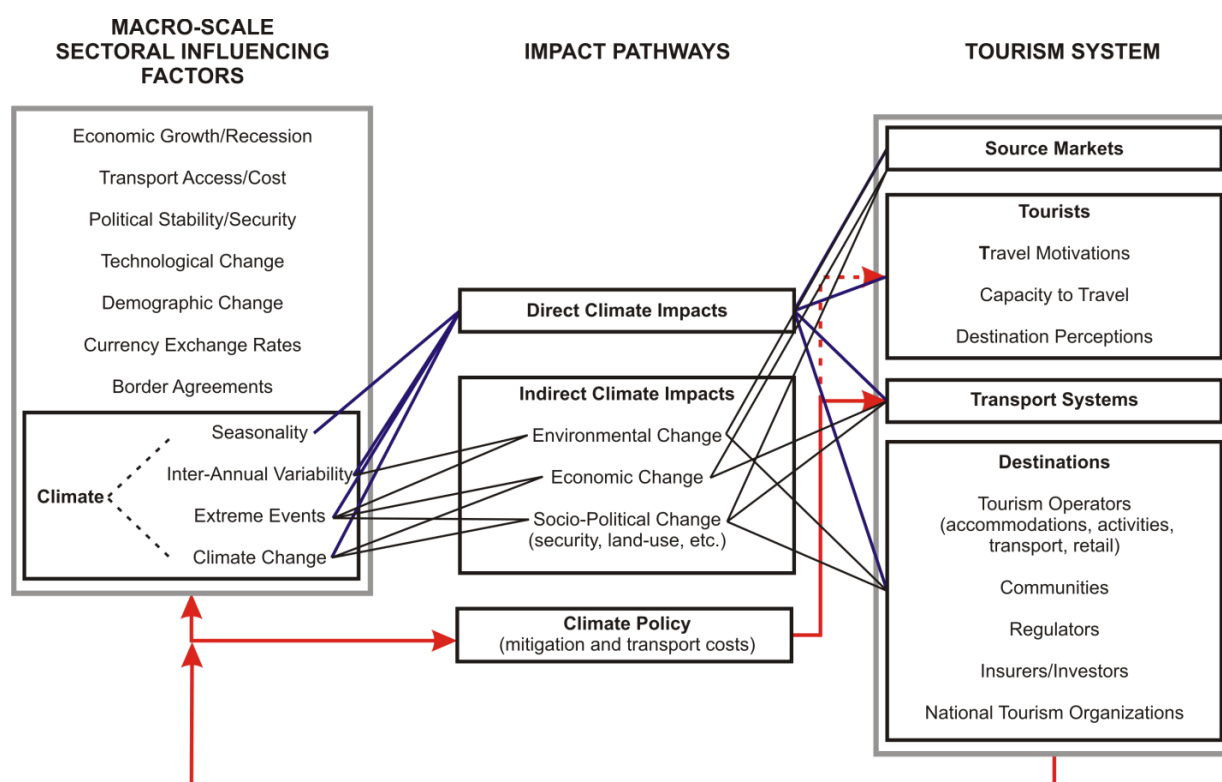 MACRO-SCALE
SECTORAL INFLUENCING
FACTORS
Economic Growth/Recession
Transport Access/Cost
Political Stability/Security
Technological Change
Demographic Change
Currency Exchange Rates
Border Agreements
Climate
Seasonality
Inter-Annual Variability
Extreme Events
Climate Change
IMPACT PATHWAYS
Direct Climate Impacts
Indirect Climate Impacts
Environmental Change
Economic Change
Socio-Political Change
(security, land-use, etc.)
Climate Policy
(mitigation and transport costs)
TOURISM SYSTEM
Source Markets
Tourists
Travel Motivations
Capacity to Travel
Destination Perceptions
Transport Systems
Destinations
Tourism Operators
(accommodations, activities,
transport, retail)
Communities
Regulators
Insurers/Investors
National Tourism Organizations